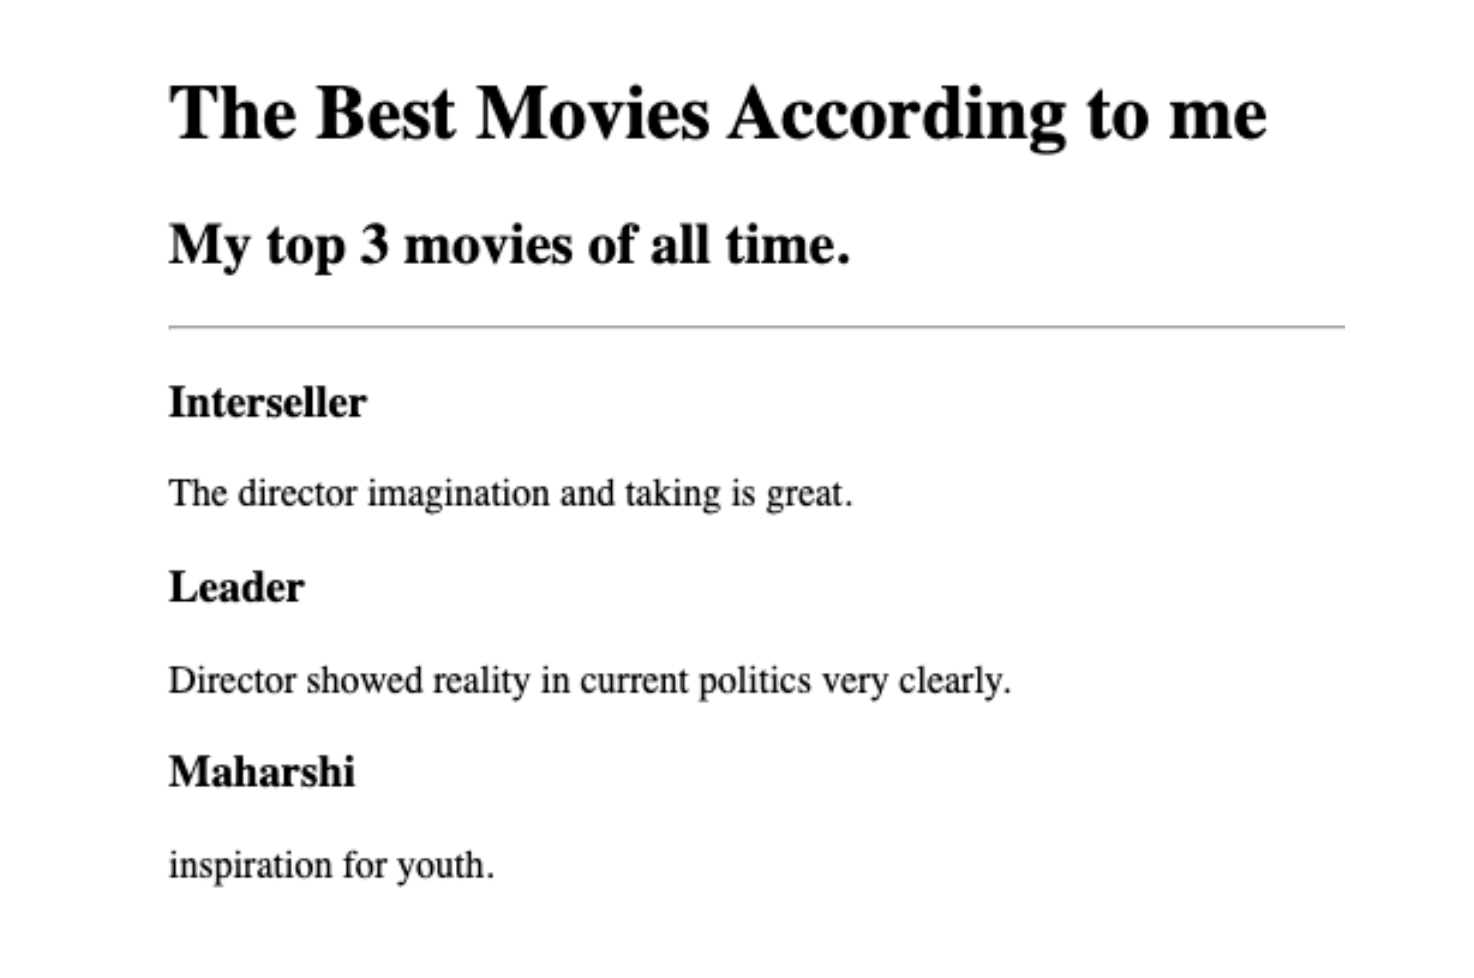 The Best Movies According to me
My top 3 movies of all time.
Interseller
The director imagination and taking is great.
Leader
Director showed reality in current politics very clearly.
Maharshi
inspiration for youth.